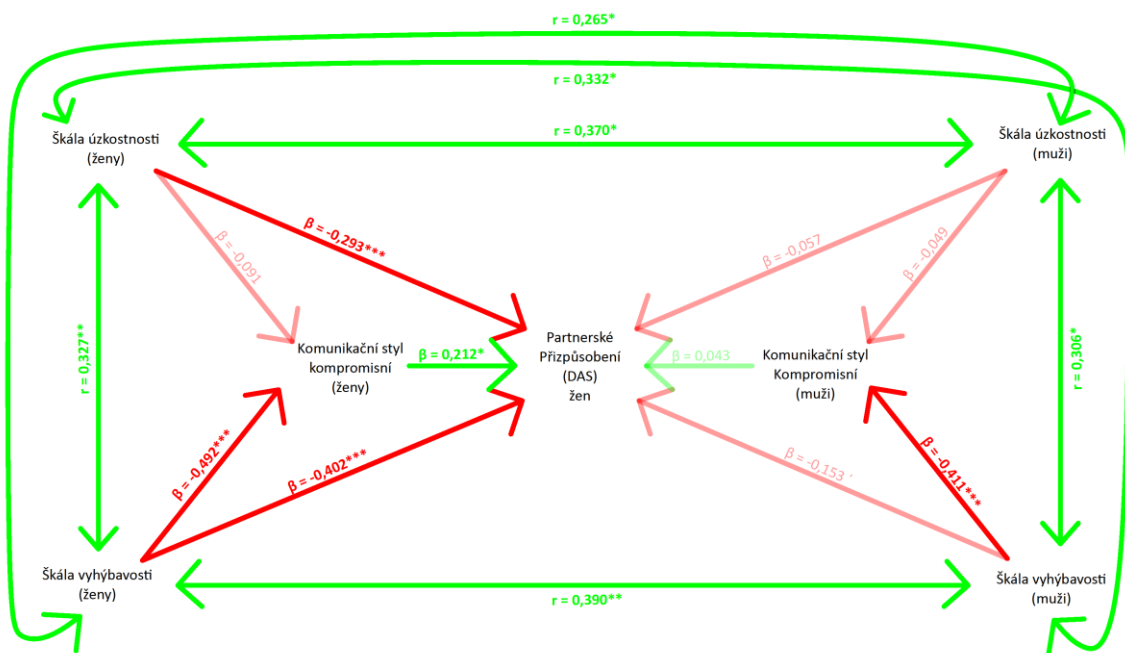 r = 0,265*
r = 0,332*
Škála úzkostnosti
(ženy)
r = 0,370*
Škála úzkostnosti
(muži)
β = -0,293***
β = -0,091
β = -0,057
β = -0,049
r = 0,327**
Komunikační styl
kompromisní
(ženy)
β = 0,212*
Partnerské
Přizpůsobení
(DAS)
žen
β = 0,043
Komunikační styl
Kompromisní
(muži)
r = 0,306*
β = -0,492***
β = -0,402***
β = -0,153 ·
β = -0,411***
Škála vyhýbavosti
(ženy)
r = 0,390**
Škála vyhýbavosti
(muži)